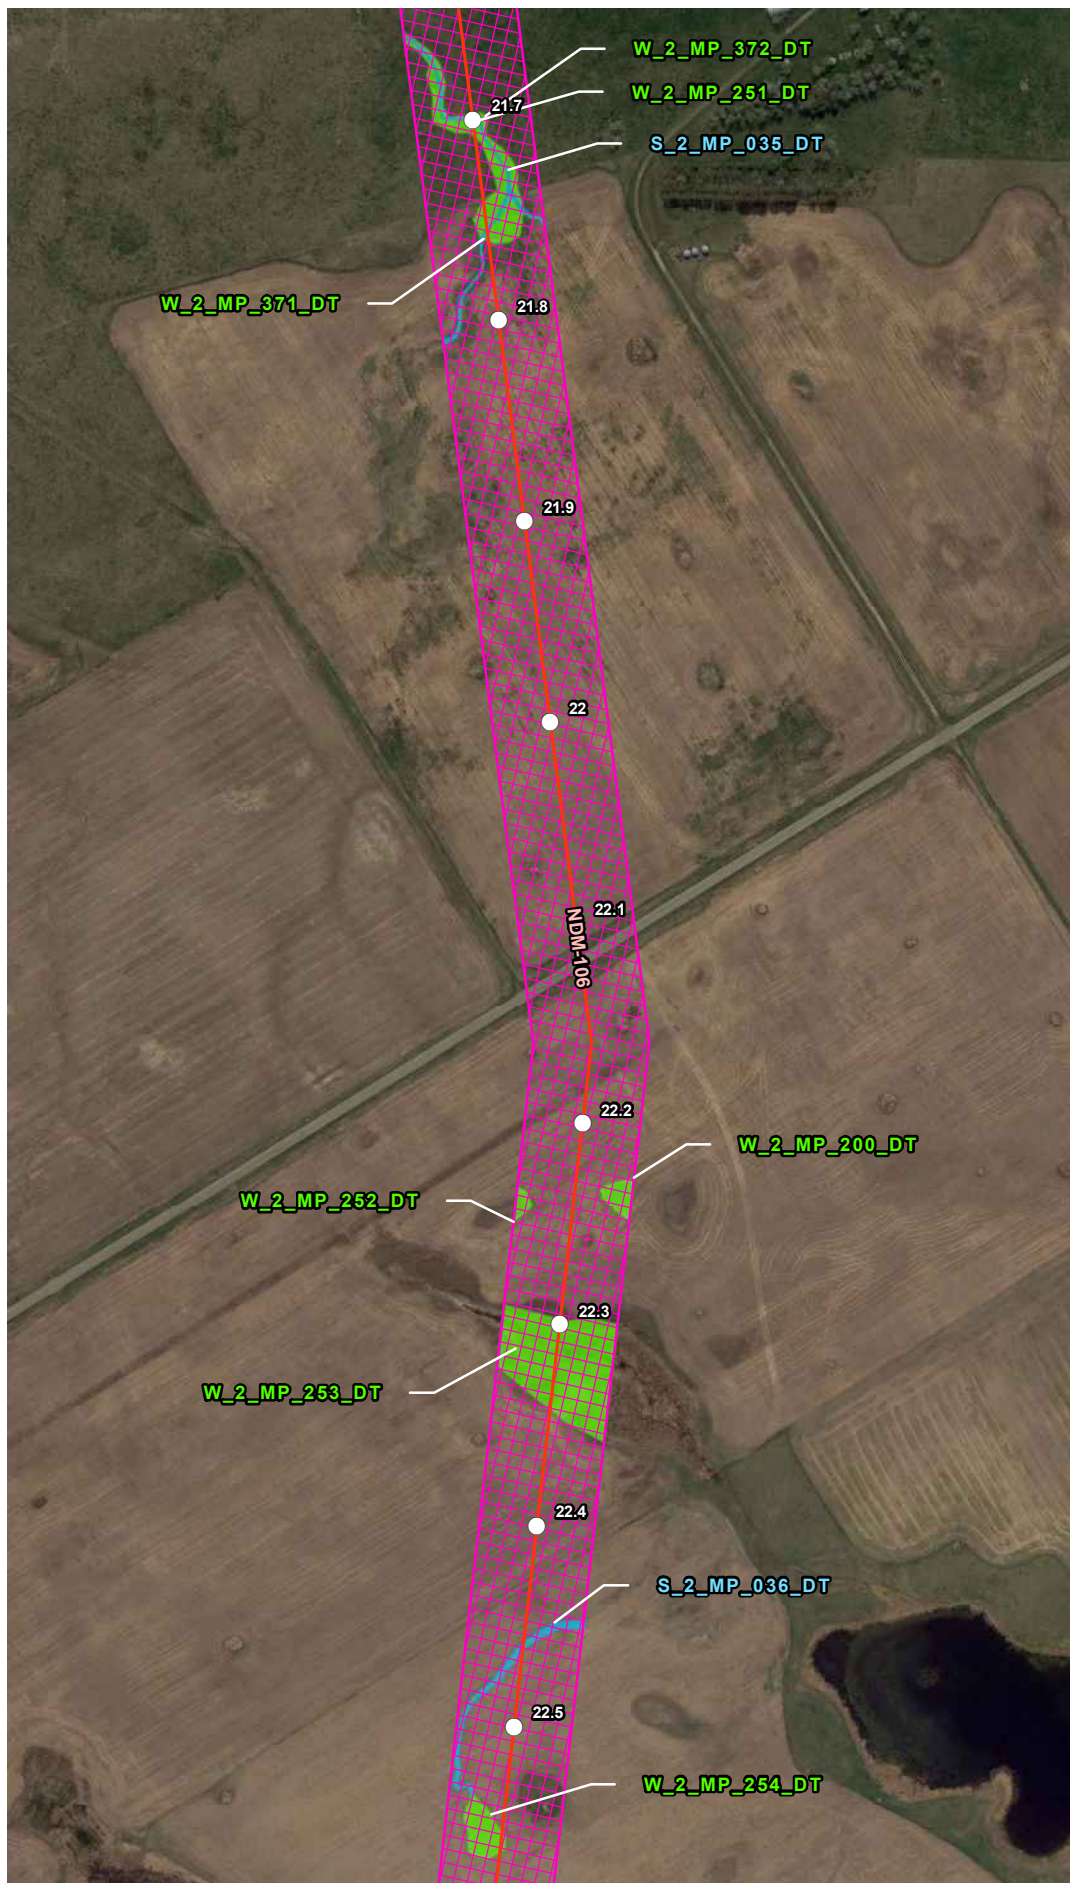 W_2_MP_372_DT
W_2_MP_251_DT
21.7
S_2_MP_035_DT
W_2_MP_371_DT
21.8
21.9
22
22.1
NDM-106
22.2
W_2_MP_200_DT
W_2_MP_252_DT
22.3
W_2_MP_253_DT
22.4
S_2_MP_036_DT
22.5
W_2_MP_254_DT